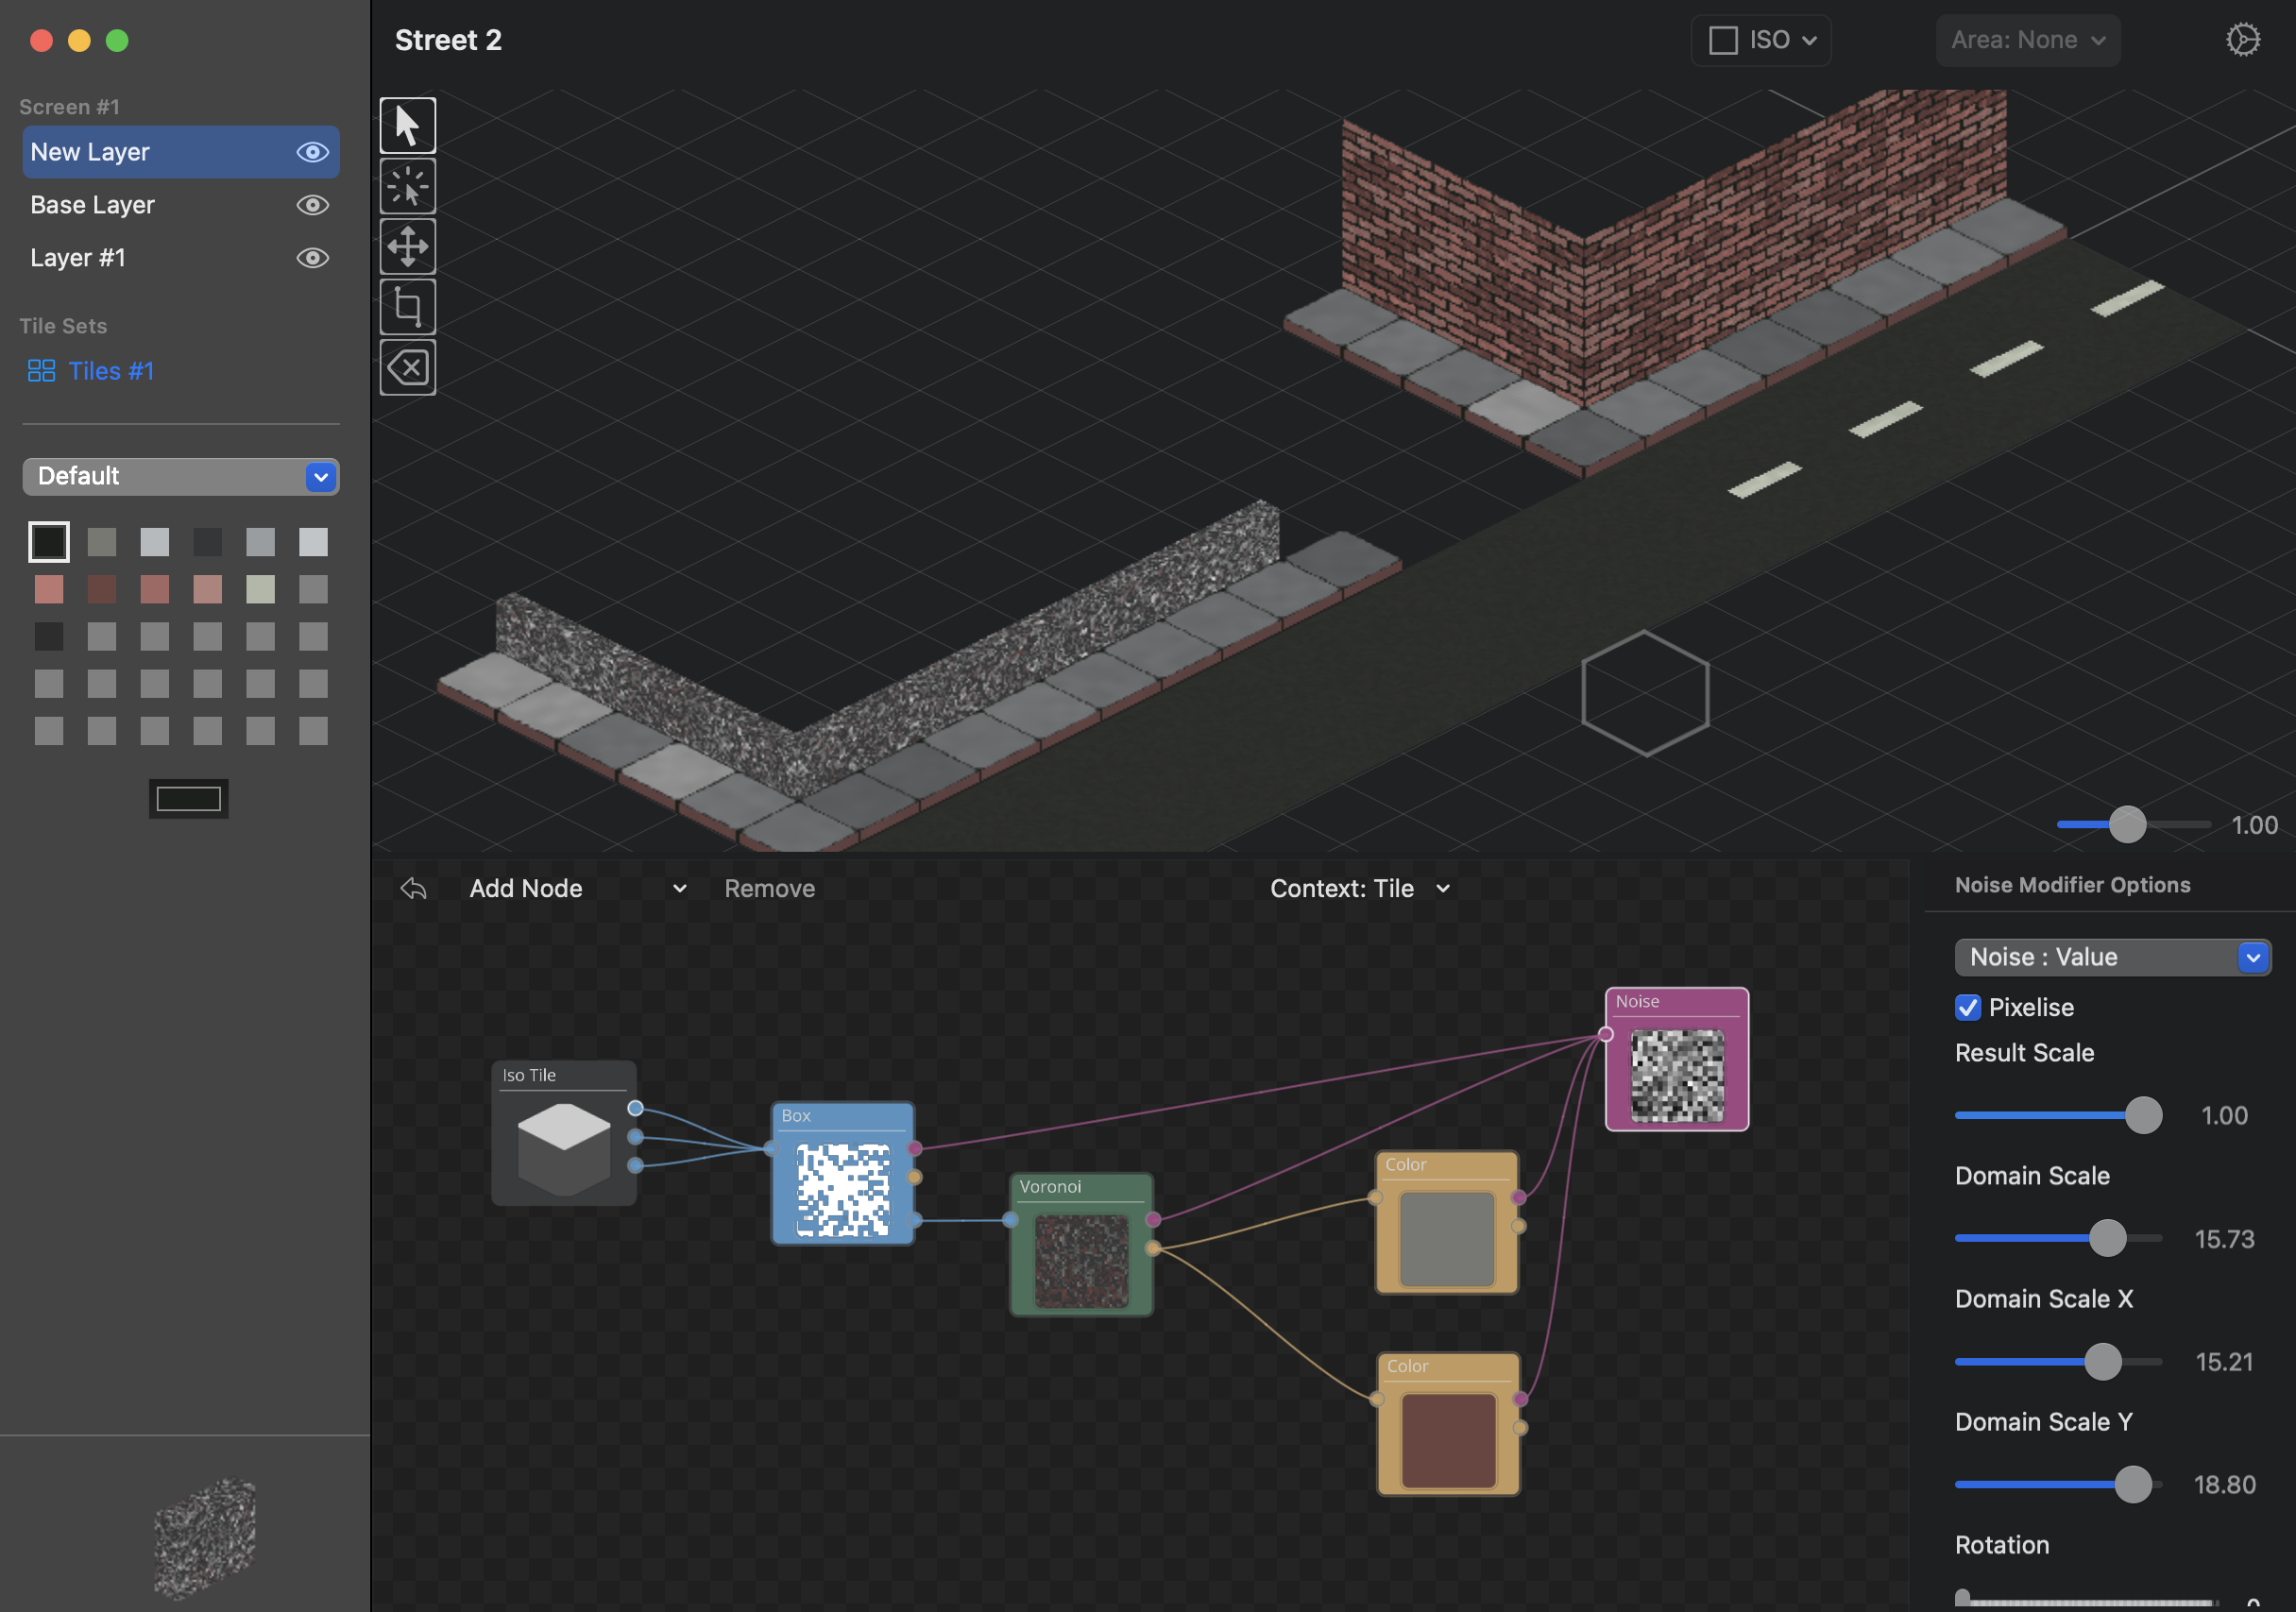 Street 2
ISO
Area: None
Screen #1
New Layer
Base Layer
Layer #1
Tile Sets
Tiles #1
Default
1.00
Add Node
Remove
Context: Tile
Iso Tile
Box
Voronoi
Color
Color
Noise
Noise Modifier Options
Noise : Value
Pixelise
Result Scale
1.00
Domain Scale
15.73
Domain Scale X
15.21
Domain Scale Y
18.80
Rotation